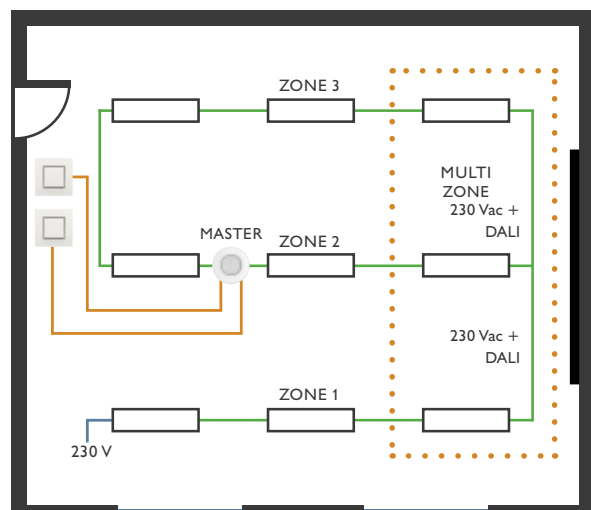 ZONE 3
MULTI
ZONE
230 Vac +
DALI
MASTER
ZONE 2
230 Vac +
DALI
ZONE 1
230 V